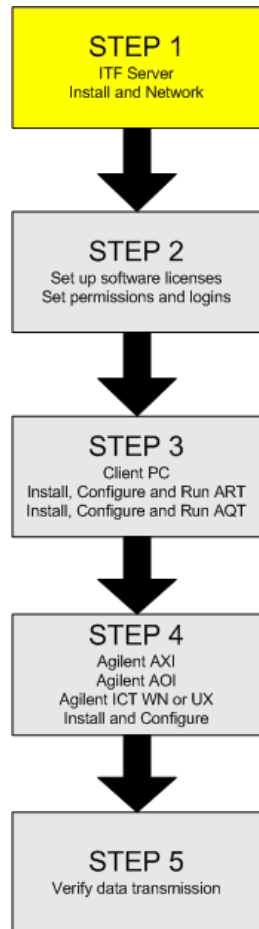 STEP 1
ITF Server
Install and Network
STEP 2
Set up software licenses
Set permissions and logins
STEP 3
Client PC
Install, Configure and Run ART
Install, Configure and Run AQT
STEP 4
Agilent AXI
Agilent AOI
Agilent ICT WN or UX
Install and Configure
STEP 5
Verify data transmission